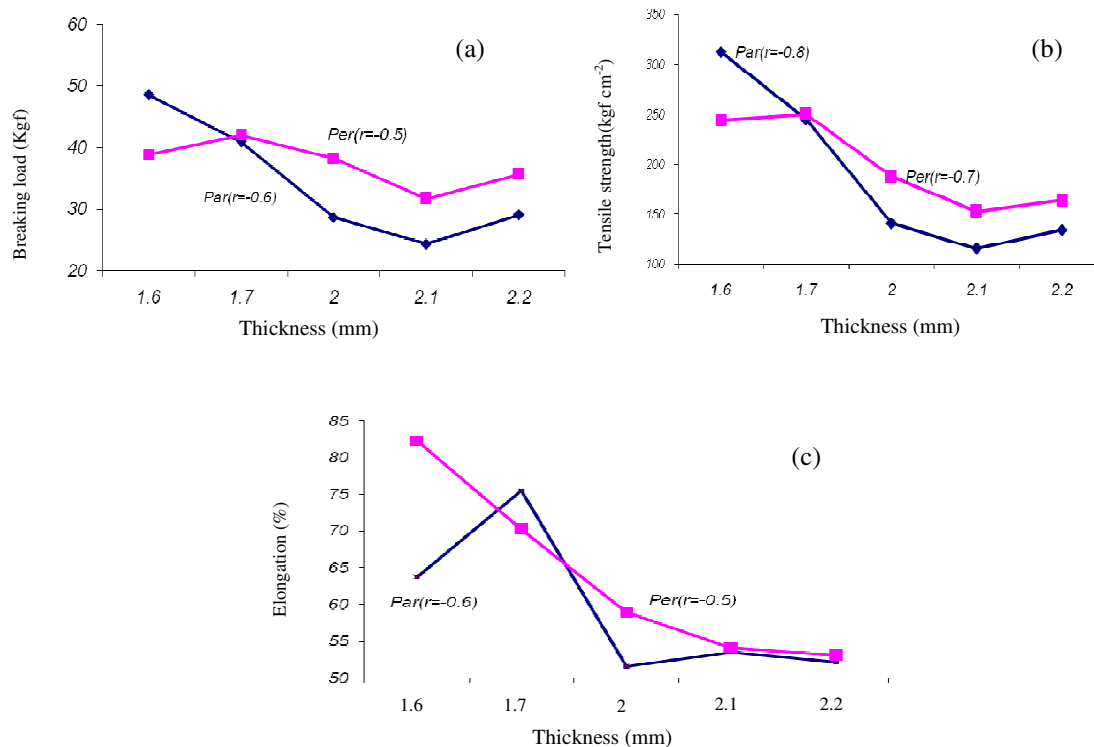 (a)
Breaking load (Kgf)
60
50
40
30
20
Per(r=-0.5)
Par(r=-0.6)
1.6 1.7 2 2.1 2.2
Thickness (mm)
(b)
Tensile strength(kgf cm-2)
350
300
250
200
150
100
Par(r=-0.8)
Per(r=-0.7)
1.6 1.7 2 2.1 2.2
Thickness (mm)
(c)
Elongation (%)
85
80
75
70
65
60
55
50
Par(r=-0.6)
Per(r=-0.5)
1.6 1.7 2 2.1 2.2
Thickness (mm)